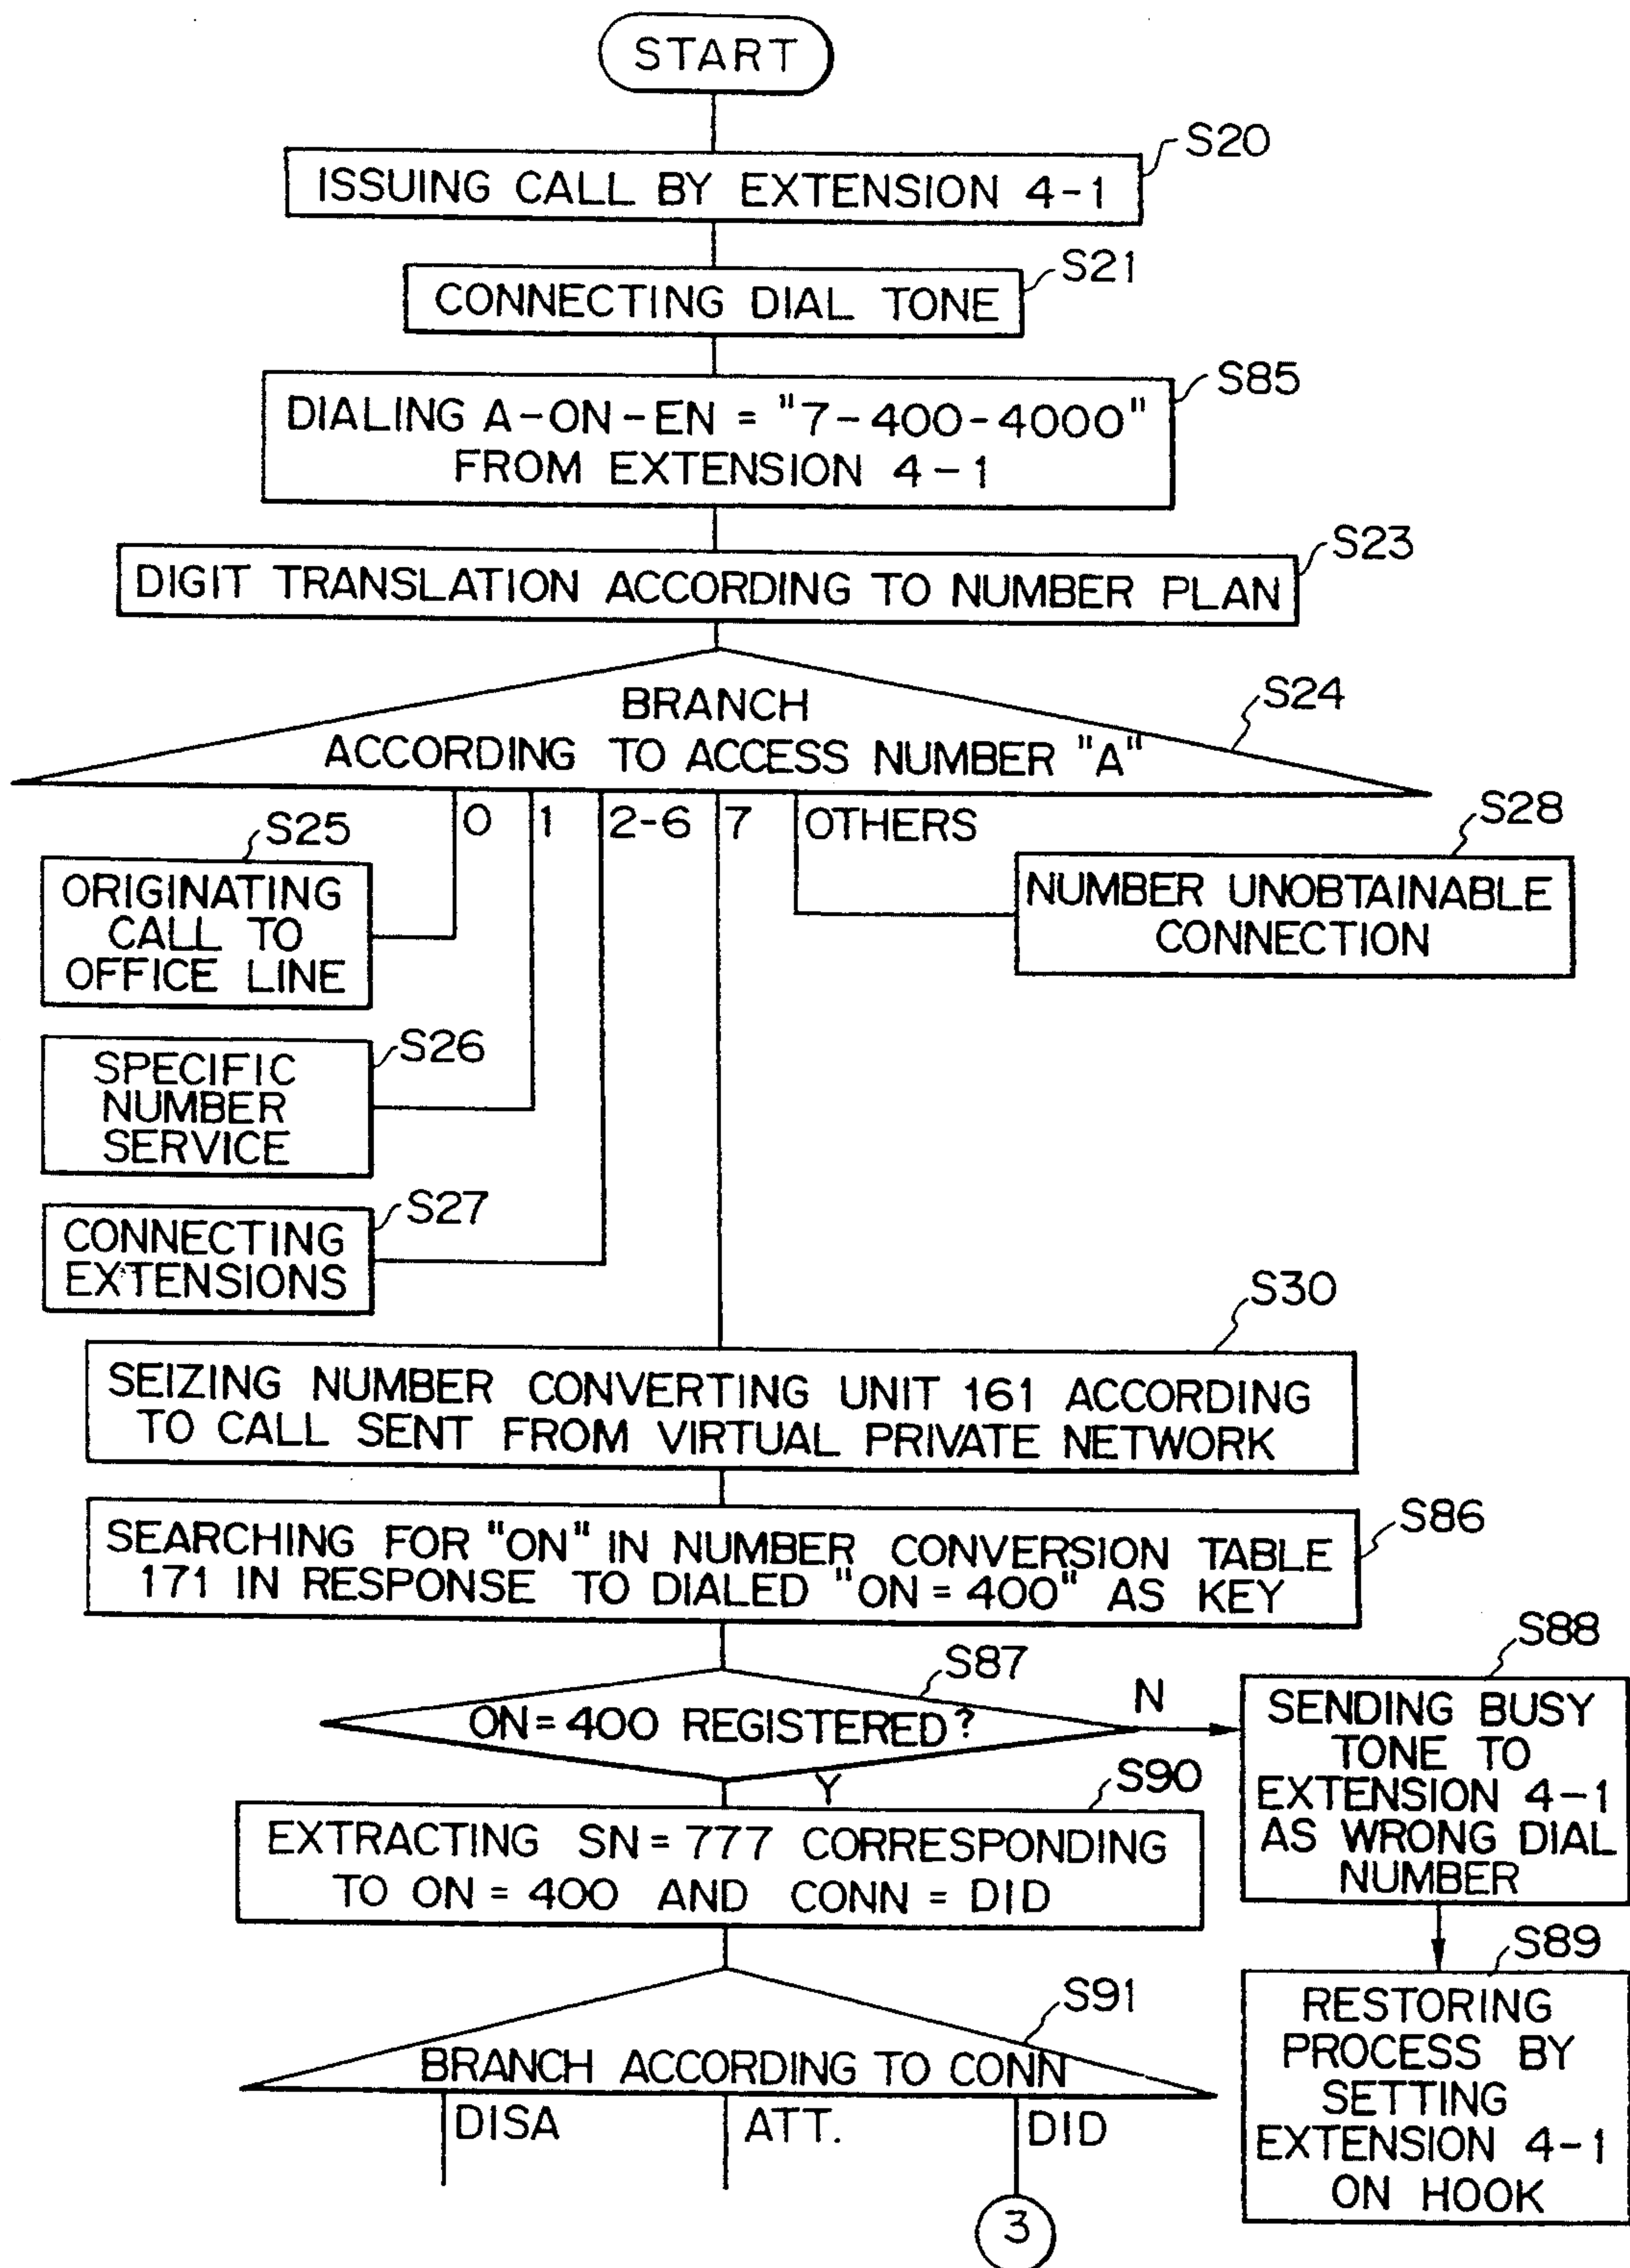 START
S20
ISSUING CALL BY EXTENSION 4-1
S21
CONNECTING DIAL TONE
S85
DIALING A-ON-EN = "7-400-4000"
FROM EXTENSION 4-1
S23
DIGIT TRANSLATION ACCORDING TO NUMBER PLAN
S24
BRANCH
ACCORDING TO ACCESS NUMBER "A"
0
1
2-6
7
OTHERS
S25
ORIGINATING
CALL TO
OFFICE LINE
S28
NUMBER UNOBTAINABLE
CONNECTION
S26
SPECIFIC
NUMBER
SERVICE
S27
CONNECTING
EXTENSIONS
S30
SEIZING NUMBER CONVERTING UNIT 161 ACCORDING
TO CALL SENT FROM VIRTUAL PRIVATE NETWORK
S86
SEARCHING FOR "ON" IN NUMBER CONVERSION TABLE
171 IN RESPONSE TO DIALED "ON = 400" AS KEY
S87
ON = 400 REGISTERED?
N
Y
S88
SENDING BUSY
TONE TO
EXTENSION 4-1
AS WRONG DIAL
NUMBER
S90
EXTRACTING SN = 777 CORRESPONDING
TO ON = 400 AND CONN = DID
S89
RESTORING
PROCESS BY
SETTING
EXTENSION 4-1
ON HOOK
S91
BRANCH ACCORDING TO CONN
DISA
ATT.
DID
3